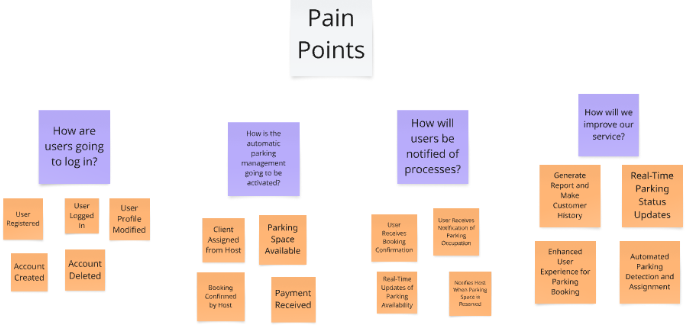 Pain
Points
How are
users going
to log in?
User
Registered
User
Logged
in
User
Profile
Modified
Account
Created
Account
Deleted
How is the
automatic
parking
management
going to be
activated?
Client
Assigned
from Host
Parking
Space
Available
Booking
Confirmed
by Host
Payment
Received
How will
users be
notified of
processes?
User
Receives
Booking
Confirmation
User Receives
Notification of
Parking
Occupation
Real-Time
Updates of
Parking
Availability
Notifies Host
When Parking
Space is
Reserved
How will we
improve our
service?
Generate
Report and
Make
Customer
History
Real-Time
Parking
Status
Updates
Enhanced
User
Experience for
Parking
Booking
Automated
Parking
Detection and
Assignment